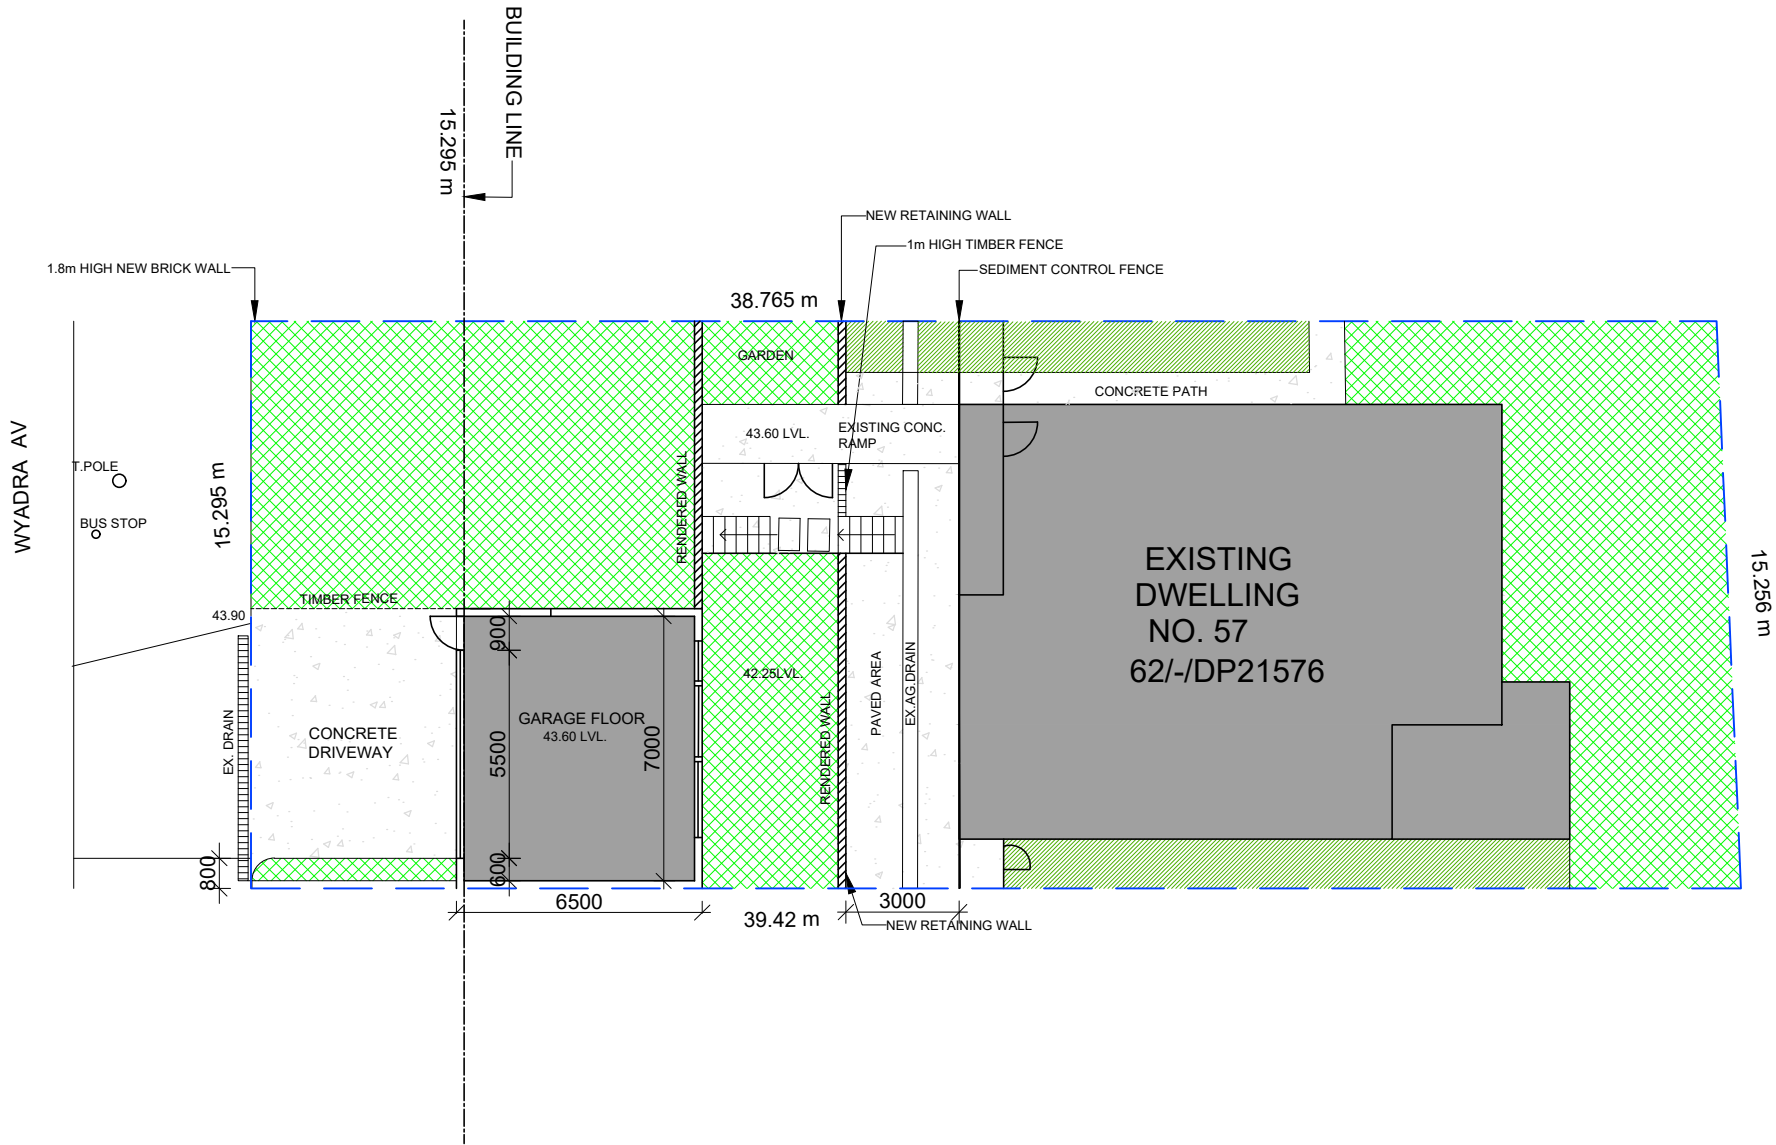 BUILDING LINE
15.295 m
NEW RETAINING WALL
1m HIGH TIMBER FENCE
SEDIMENT CONTROL FENCE
1.8m HIGH NEW BRICK WALL
38.765 m
GARDEN
CONCRETE PATH
43.60 LVL.
EXISTING CONC.
RAMP
WYADRA AV
T.POLE
BUS STOP
15.295 m
RENDERED WALL
EXISTING
DWELLING
NO. 57
62/-/DP21576
15.256 m
TIMBER FENCE
43.90
900
42.25LVL.
PAVED AREA
EX.AG.DRAIN
RENDERED WALL
EX. DRAIN
CONCRETE
DRIVEWAY
GARAGE FLOOR
43.60 LVL.
5500
7000
800
600
6500
39.42 m
3000
NEW RETAINING WALL